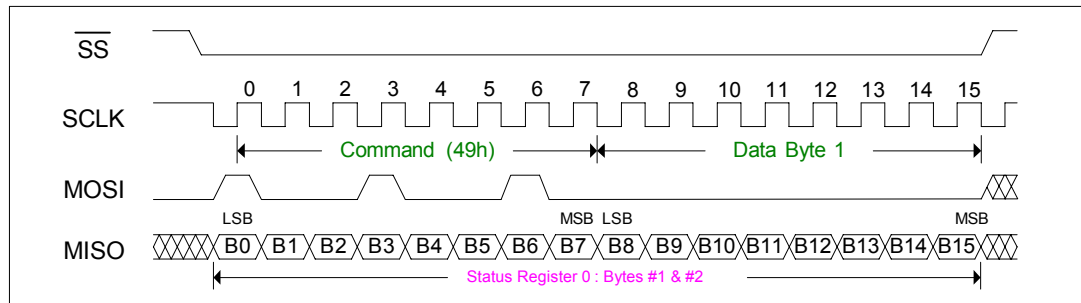 SS
0 1 2 3 4 5 6 7 8 9 10 11 12 13 14 15
SCLK
Command (49h) Data Byte 1
MOSI
LSB MSB LSB MSB
MISO B0 B1 B2 B3 B4 B5 B6 B7 B8 B9 B10 B11 B12 B13 B14 B15
Status Register 0 : Bytes #1 & #2